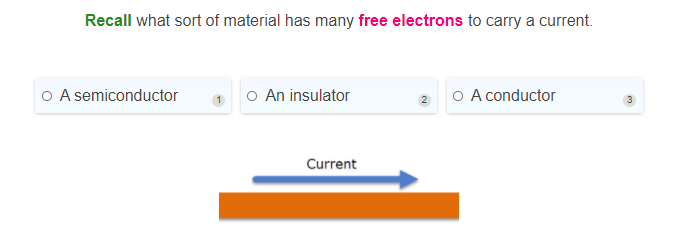 Recall what sort of material has many free electrons to carry a current.
A semiconductor 1 An insulator 2 A conductor 3
Current